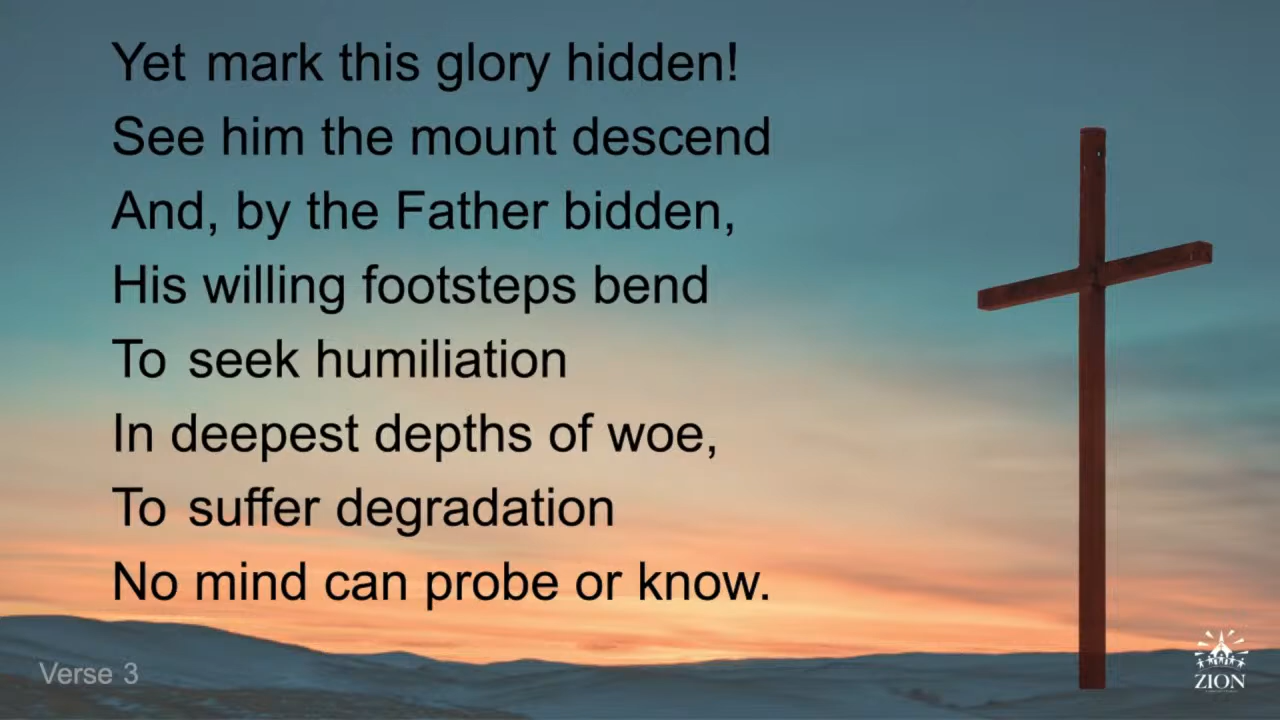 Yet mark this glory hidden!
See him the mount descend
And, by the Father bidden,
His willing footsteps bend
To seek humiliation
In deepest depths of woe,
To suffer degradation
No mind can probe or know.
Verse 3
ZION